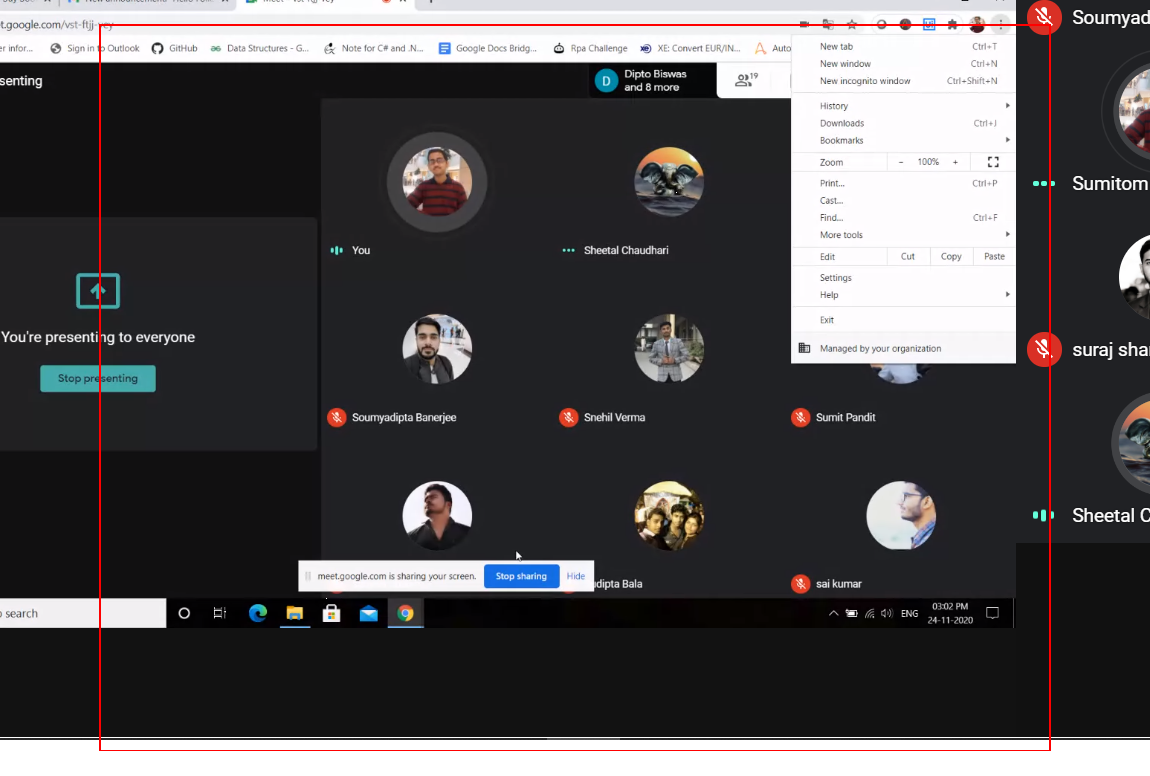 t.google.com/vst-ftjj-vey
er infor...
Sign in to Outlook
GitHub
Data Structures - G...
Note for C# and .N...
Google Docs Bridg...
Rpa Challenge
XE: Convert EUR/IN...
Auto
senting
D
Dipto Biswas
and 8 more
19
New tab Ctrl+T
New window Ctrl+N
New incognito window Ctrl+Shift+N
History
Downloads Ctrl+J
Bookmarks
Zoom - 100% +
Print... Ctrl+P
Cast...
Find... Ctrl+F
More tools
Edit Cut Copy Paste
Settings
Help
Exit
Managed by your organization
You're presenting to everyone
Stop presenting
You
Sheetal Chaudhari
Soumyadipta Banerjee
Snehil Verma
Sumit Pandit
meet.google.com is sharing your screen.
Stop sharing
Hide
udipta Bala
sai kumar
search
ENG
03:02 PM
24-11-2020
Soumyad
Sumitom
suraj shar
Sheetal C